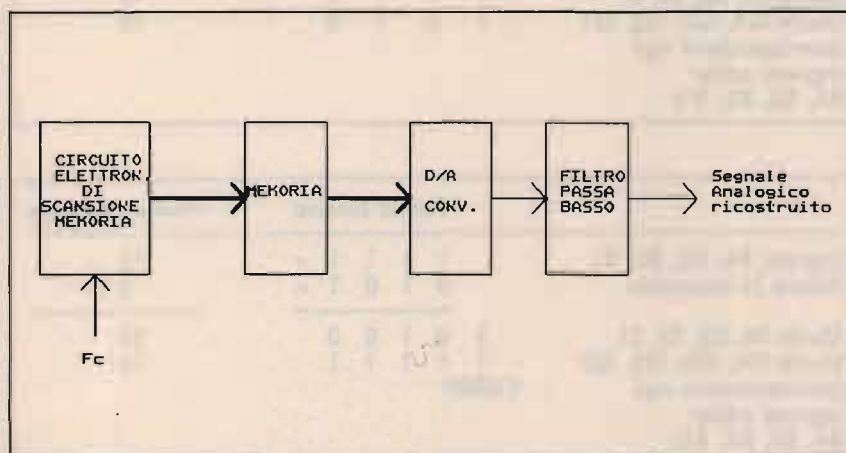 CIRCUITO
ELETTRON.
DI
SCANSIONE
MEMORIA
MEMORIA
D/A
CONV.
FILTRO
PASSA
BASSO
Segnale
Analogico
ricostruito
Fc